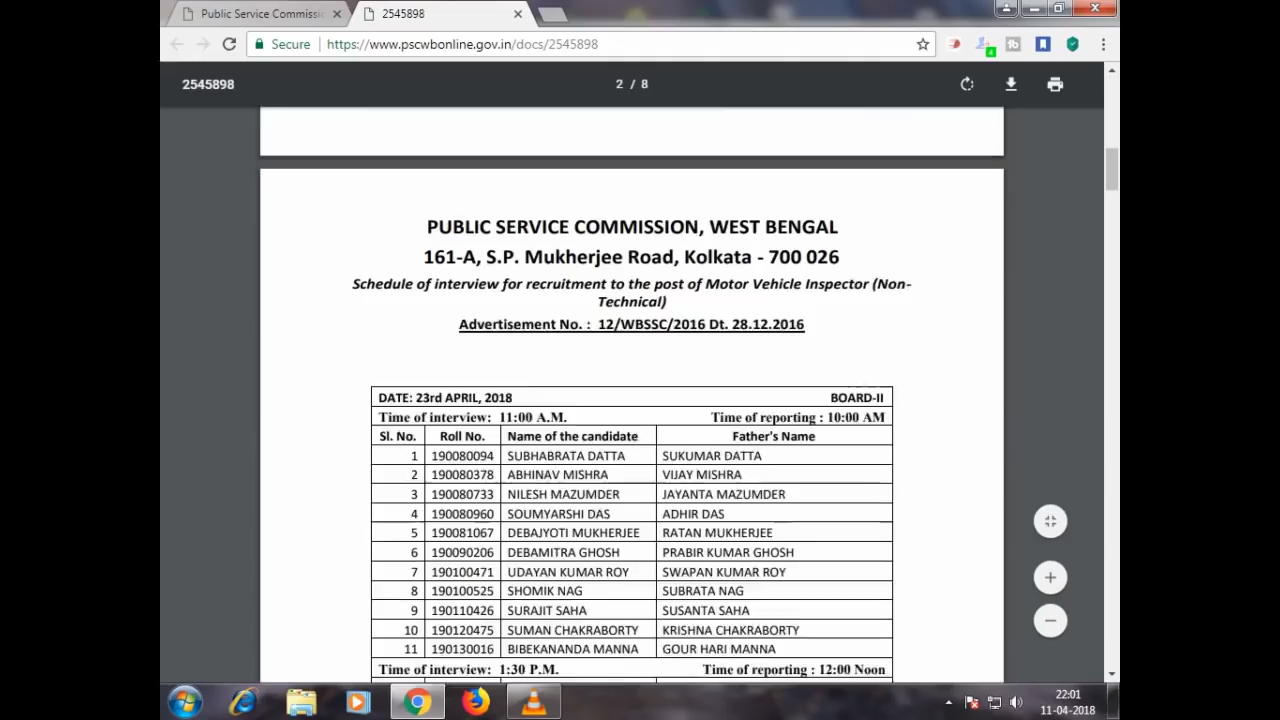 Public Service Commissi
2545898
Secure
https://www.pscwbonline.gov.in/docs/2545898
2545898
2 / 8
PUBLIC SERVICE COMMISSION, WEST BENGAL
161-A, S.P. Mukherjee Road, Kolkata - 700 026
Schedule of interview for recruitment to the post of Motor Vehicle Inspector (Non-
Technical)
Advertisement No. : 12/WBSSC/2016 Dt. 28.12.2016
DATE: 23rd APRIL, 2018 BOARD-II
Time of interview: 11:00 A.M. Time of reporting : 10:00 AM
Sl. No. Roll No. Name of the candidate Father's Name
1 190080094 SUBHABRATA DATTA SUKUMAR DATTA
2 190080378 ABHINAV MISHRA VIJAY MISHRA
3 190080733 NILESH MAZUMDER JAYANTA MAZUMDER
4 190080960 SOUMYARSHI DAS ADHIR DAS
5 190081067 DEBAJYOTI MUKHERJEE RATAN MUKHERJEE
6 190090206 DEBAMITRA GHOSH PRABIR KUMAR GHOSH
7 190100471 UDAYAN KUMAR ROY SWAPAN KUMAR ROY
8 190100525 SHOMIK NAG SUBRATA NAG
9 190110426 SURAJIT SAHA SUSANTA SAHA
10 190120475 SUMAN CHAKRABORTY KRISHNA CHAKRABORTY
11 190130016 BIBEKANANDA MANNA GOUR HARI MANNA
Time of interview: 1:30 P.M. Time of reporting : 12:00 Noon
22:01
11-04-2018